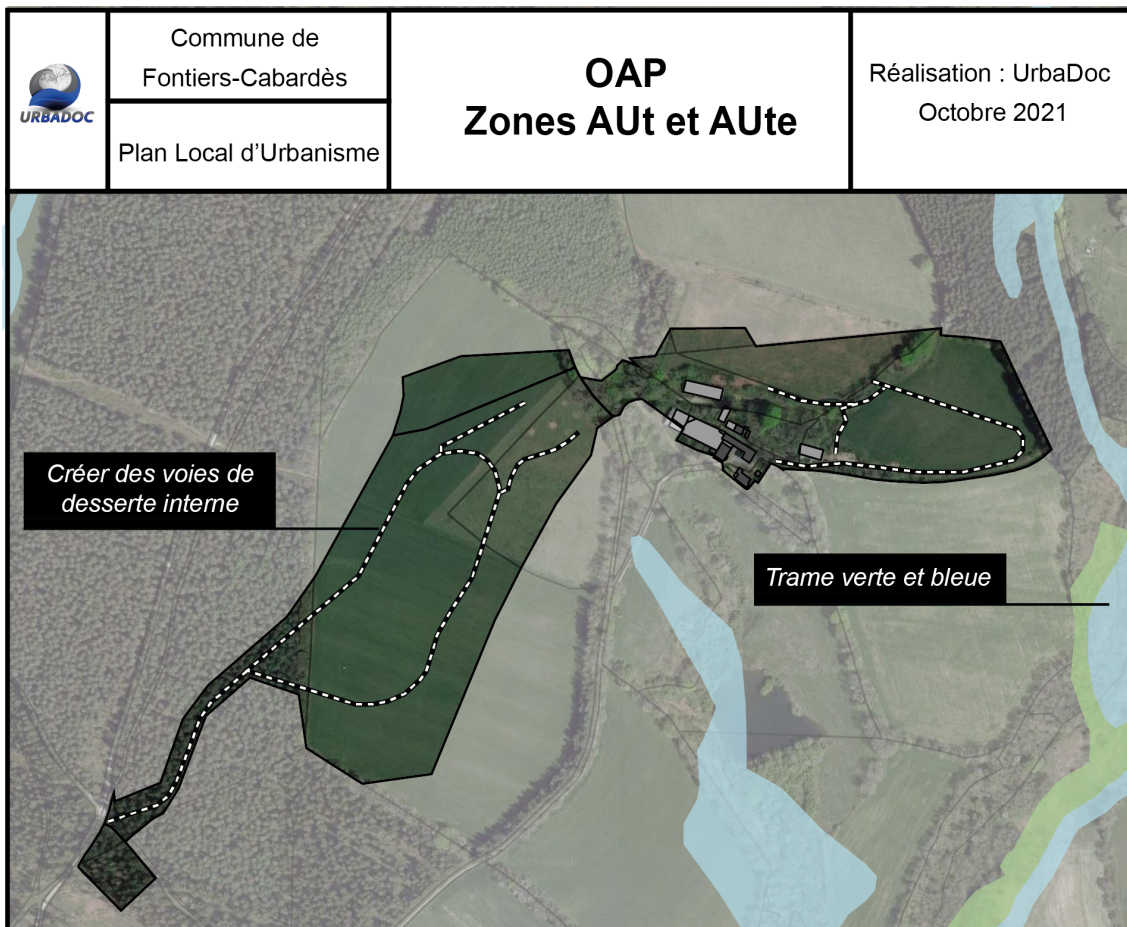 URBADOC
Commune de
Fontiers-Cabardès
Plan Local d'Urbanisme
OAP
Zones AUt et AUte
Réalisation : UrbaDoc
Octobre 2021
Créer des voies de
desserte interne
Trame verte et bleue